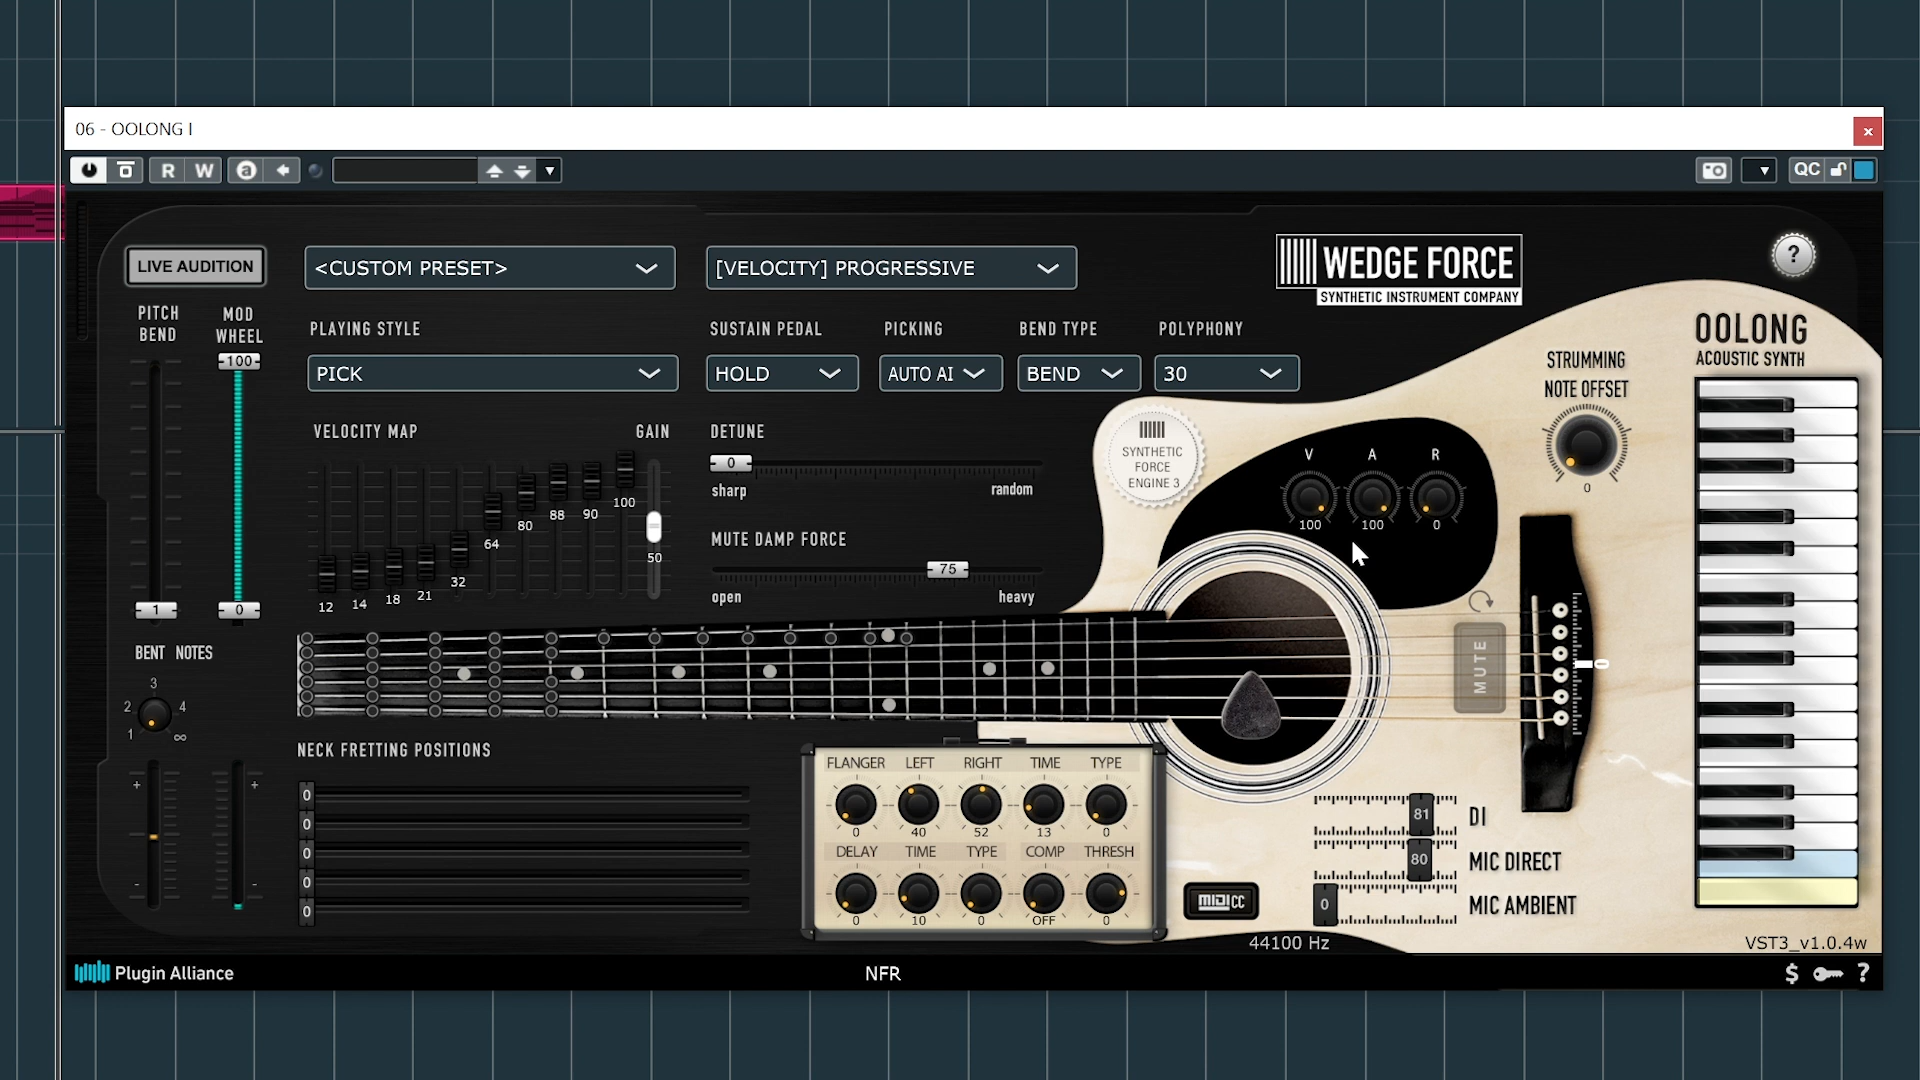 06 - OOLONG I
R W a QC
LIVE AUDITION
<CUSTOM PRESET>
[VELOCITY] PROGRESSIVE
WEDGE FORCE
SYNTHETIC INSTRUMENT COMPANY
?
PITCH BEND
MOD WHEEL
100
0
1
PLAYING STYLE
PICK
SUSTAIN PEDAL
HOLD
PICKING
AUTO AI
BEND TYPE
BEND
POLYPHONY
30
OOLONG
ACOUSTIC SYNTH
STRUMMING
NOTE OFFSET
0
VELOCITY MAP
12 14 18 21 32 64 80 88 90 100
GAIN
50
DETUNE
0
sharp random
MUTE DAMP FORCE
75
open heavy
SYNTHETIC
FORCE
ENGINE 3
V A R
100 100 0
MUTE
0
BENT NOTES
1 2 3 4 ∞
+ +
- -
NECK FRETTING POSITIONS
0
0
0
0
0
FLANGER LEFT RIGHT TIME TYPE
0 40 52 13 0
DELAY TIME TYPE COMP THRESH
0 10 0 OFF 0
MIDI CC
81 DI
80 MIC DIRECT
0 MIC AMBIENT
44100 Hz
VST3_v1.0.4w
Plugin Alliance
NFR
$ ?